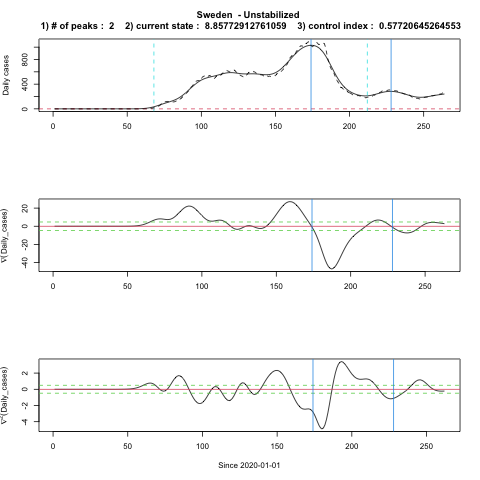 Sweden - Unstabilized
1) # of peaks : 2 2) current state : 8.85772912761059 3) control index : 0.57720645264553
Daily cases
0 400 800
0 50 100 150 200 250
∇(Daily_cases)
-40 -20 0 20
0 50 100 150 200 250
∇²(Daily_cases)
-4 -2 0 2
0 50 100 150 200 250
Since 2020-01-01